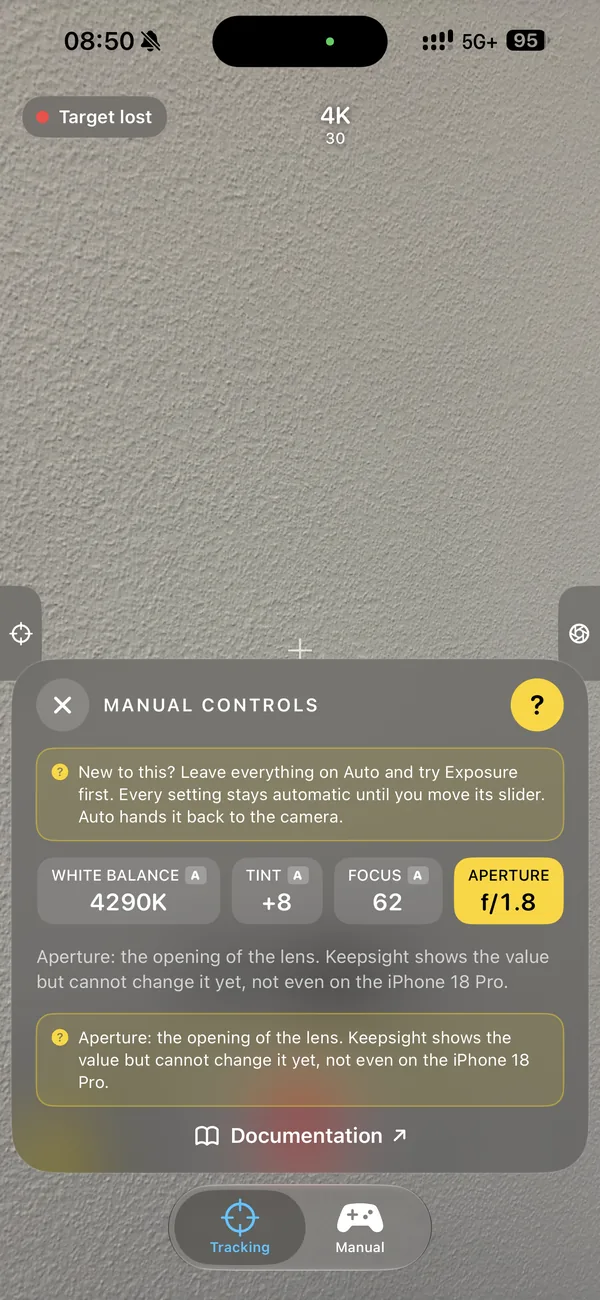 08:50
5G+ 95
Target lost
4K
30
MANUAL CONTROLS
?
? New to this? Leave everything on Auto and try Exposure
first. Every setting stays automatic until you move its slider.
Auto hands it back to the camera.
WHITE BALANCE A
4290K
TINT A
+8
FOCUS A
62
APERTURE
f/1.8
Aperture: the opening of the lens. Keepsight shows the value
but cannot change it yet, not even on the iPhone 18 Pro.
? Aperture: the opening of the lens. Keepsight shows the
value but cannot change it yet, not even on the iPhone 18
Pro.
Documentation
Tracking
Manual